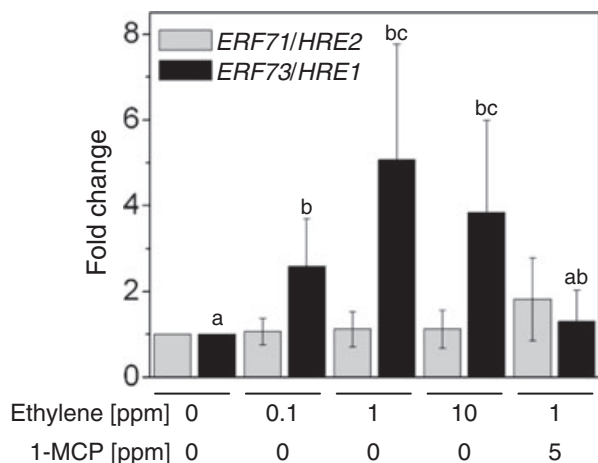 8
6
4
2
0
Fold change
ERF71/HRE2
ERF73/HRE1
a
b
bc
bc
ab
Ethylene [ppm] 0 0.1 1 10 1
1-MCP [ppm] 0 0 0 0 5